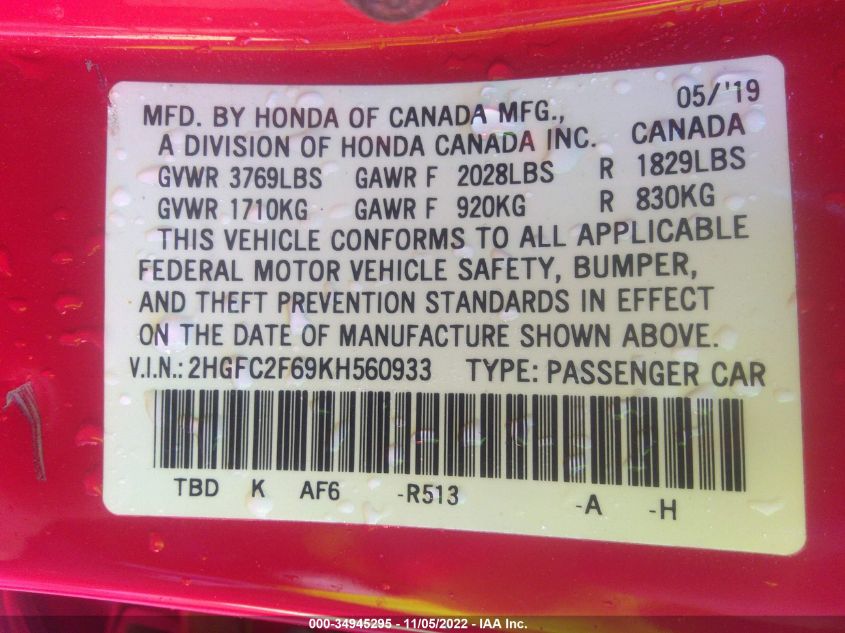 MFD. BY HONDA OF CANADA MFG., 05/'19
A DIVISION OF HONDA CANADA INC. CANADA
GVWR 3769LBS GAWR F 2028LBS R 1829LBS
GVWR 1710KG GAWR F 920KG R 830KG
THIS VEHICLE CONFORMS TO ALL APPLICABLE
FEDERAL MOTOR VEHICLE SAFETY, BUMPER,
AND THEFT PREVENTION STANDARDS IN EFFECT
ON THE DATE OF MANUFACTURE SHOWN ABOVE.
V.I.N.: 2HGFC2F69KH560933 TYPE: PASSENGER CAR
TBD K AF6 -R513 -A -H
000-34945295 - 11/05/2022 - IAA Inc.